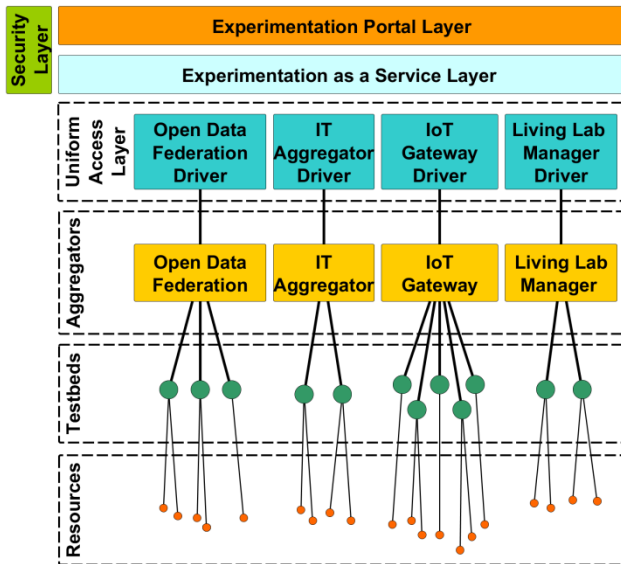 Security
Layer
Experimentation Portal Layer
Experimentation as a Service Layer
Uniform
Access
Layer
Open Data
Federation
Driver
IT
Aggregator
Driver
IoT
Gateway
Driver
Living Lab
Manager
Driver
Aggregators
Open Data
Federation
IT
Aggregator
IoT
Gateway
Living Lab
Manager
Testbeds
Resources